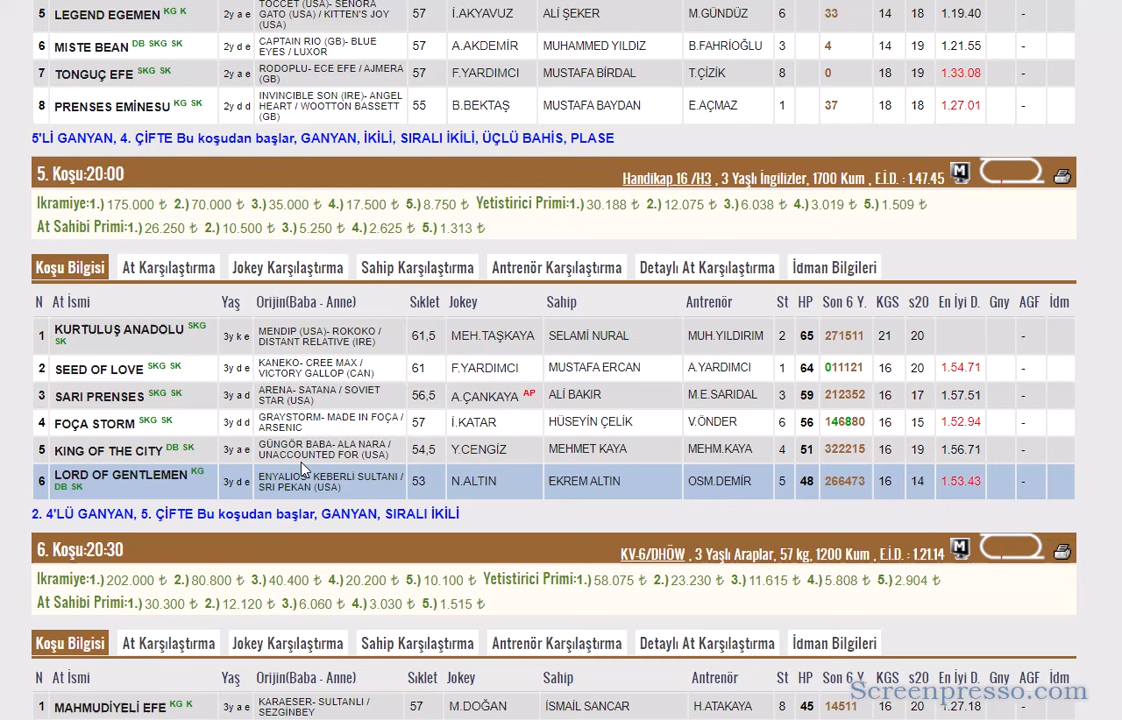 5 LEGEND EGEMEN KG K 2y a e TOCCET (USA)- SENORA GATO (USA) / KITTEN'S JOY (USA) 57 İ.AKYAVUZ ALİ ŞEKER M.GÜNDÜZ 6 33 14 18 1.19.40 -
6 MISTE BEAN DB SKG SK 2y d e CAPTAIN RIO (GB)- BLUE EYES / LUXOR 57 A.AKDEMİR MUHAMMED YILDIZ B.FAHRİOĞLU 3 4 14 19 1.21.55 -
7 TONGUÇ EFE SKG SK 2y a e RODOPLU- ECE EFE / AJMERA (GB) 57 F.YARDIMCI MUSTAFA BİRDAL T.ÇİZİK 8 0 18 19 1.33.08 -
8 PRENSES EMİNESU KG SK 2y d d INVINCIBLE SON (IRE)- ANGEL HEART / WOOTTON BASSETT (GB) 55 B.BEKTAŞ MUSTAFA BAYDAN E.AÇMAZ 1 37 18 18 1.27.01 -
5'Lİ GANYAN, 4. ÇİFTE Bu koşudan başlar, GANYAN, İKİLİ, SIRALI İKİLİ, ÜÇLÜ BAHİS, PLASE
5. Koşu:20:00 Handikap 16 /H3 , 3 Yaşlı İngilizler, 1700 Kum , E.İ.D. : 1.47.45 M
Ikramiye:1.) 175.000 ₺ 2.) 70.000 ₺ 3.) 35.000 ₺ 4.) 17.500 ₺ 5.) 8.750 ₺ Yetistirici Primi:1.) 30.188 ₺ 2.) 12.075 ₺ 3.) 6.038 ₺ 4.) 3.019 ₺ 5.) 1.509 ₺
At Sahibi Primi:1.) 26.250 ₺ 2.) 10.500 ₺ 3.) 5.250 ₺ 4.) 2.625 ₺ 5.) 1.313 ₺
Koşu Bilgisi At Karşılaştırma Jokey Karşılaştırma Sahip Karşılaştırma Antrenör Karşılaştırma Detaylı At Karşılaştırma İdman Bilgileri
N At İsmi Yaş Orijin(Baba - Anne) Sıklet Jokey Sahip Antrenör St HP Son 6 Y. KGS s20 En İyi D. Gny AGF İdm
1 KURTULUŞ ANADOLU SKG SK 3y k e MENDIP (USA)- ROKOKO / DISTANT RELATIVE (IRE) 61,5 MEH.TAŞKAYA SELAMİ NURAL MUH.YILDIRIM 2 65 271511 21 20 -
2 SEED OF LOVE SKG SK 3y d e KANEKO- CREE MAX / VICTORY GALLOP (CAN) 61 F.YARDIMCI MUSTAFA ERCAN A.YARDIMCI 1 64 011121 16 20 1.54.71 -
3 SARI PRENSES SKG SK 3y a d ARENA- SATANA / SOVIET STAR (USA) 56,5 A.ÇANKAYA AP ALİ BAKIR M.E.SARIDAL 3 59 212352 16 17 1.57.51 -
4 FOÇA STORM SKG SK 3y d d GRAYSTORM- MADE IN FOÇA / ARSENIC 57 İ.KATAR HÜSEYİN ÇELİK V.ÖNDER 6 56 146880 16 15 1.52.94 -
5 KING OF THE CITY DB SK 3y a e GÜNGÖR BABA- ALA NARA / UNACCOUNTED FOR (USA) 54,5 Y.CENGİZ MEHMET KAYA MEHM.KAYA 4 51 322215 16 19 1.56.71 -
6 LORD OF GENTLEMEN KG DB SK 3y d e ENYALIOS- KEBERLİ SULTANI / SRI PEKAN (USA) 53 N.ALTIN EKREM ALTIN OSM.DEMİR 5 48 266473 16 14 1.53.43 -
2. 4'LÜ GANYAN, 5. ÇİFTE Bu koşudan başlar, GANYAN, SIRALI İKİLİ
6. Koşu:20:30 KV-6/DHÖW , 3 Yaşlı Araplar, 57 kg, 1200 Kum , E.İ.D. : 1.21.14 M
Ikramiye:1.) 202.000 ₺ 2.) 80.800 ₺ 3.) 40.400 ₺ 4.) 20.200 ₺ 5.) 10.100 ₺ Yetistirici Primi:1.) 58.075 ₺ 2.) 23.230 ₺ 3.) 11.615 ₺ 4.) 5.808 ₺ 5.) 2.904 ₺
At Sahibi Primi:1.) 30.300 ₺ 2.) 12.120 ₺ 3.) 6.060 ₺ 4.) 3.030 ₺ 5.) 1.515 ₺
Koşu Bilgisi At Karşılaştırma Jokey Karşılaştırma Sahip Karşılaştırma Antrenör Karşılaştırma Detaylı At Karşılaştırma İdman Bilgileri
N At İsmi Yaş Orijin(Baba - Anne) Sıklet Jokey Sahip Antrenör St HP Son 6 Y. KGS s20 En İyi D. Gny AGF İdm
1 MAHMUDİYELİ EFE KG K 3y a e KARAESER- SULTANLI / SEZGINBEY 57 M.DOĞAN İSMAİL SANCAR H.ATAKAYA 8 45 14511 14 20 1.27.18 -
Screenpresso.com